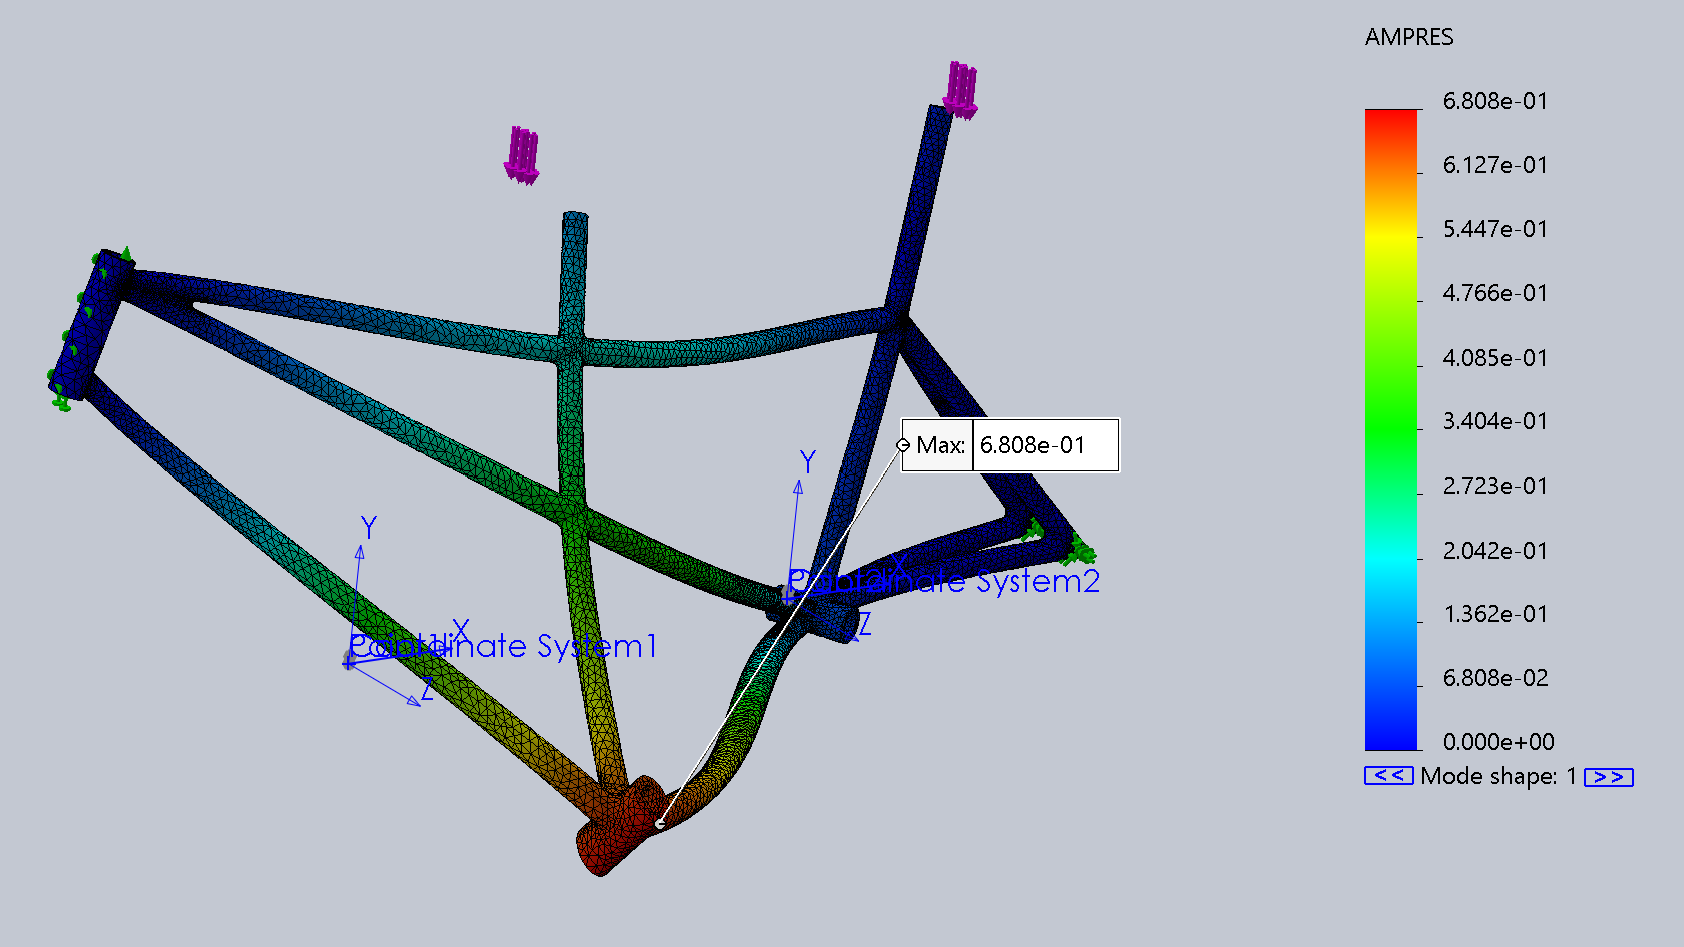 AMPRES
6.808e-01
6.127e-01
5.447e-01
4.766e-01
4.085e-01
3.404e-01
2.723e-01
2.042e-01
1.362e-01
6.808e-02
0.000e+00
<< Mode shape: 1 >>
Max: 6.808e-01
Y
Coordinate System2
Z
Y
X
Coordinate System1
Z